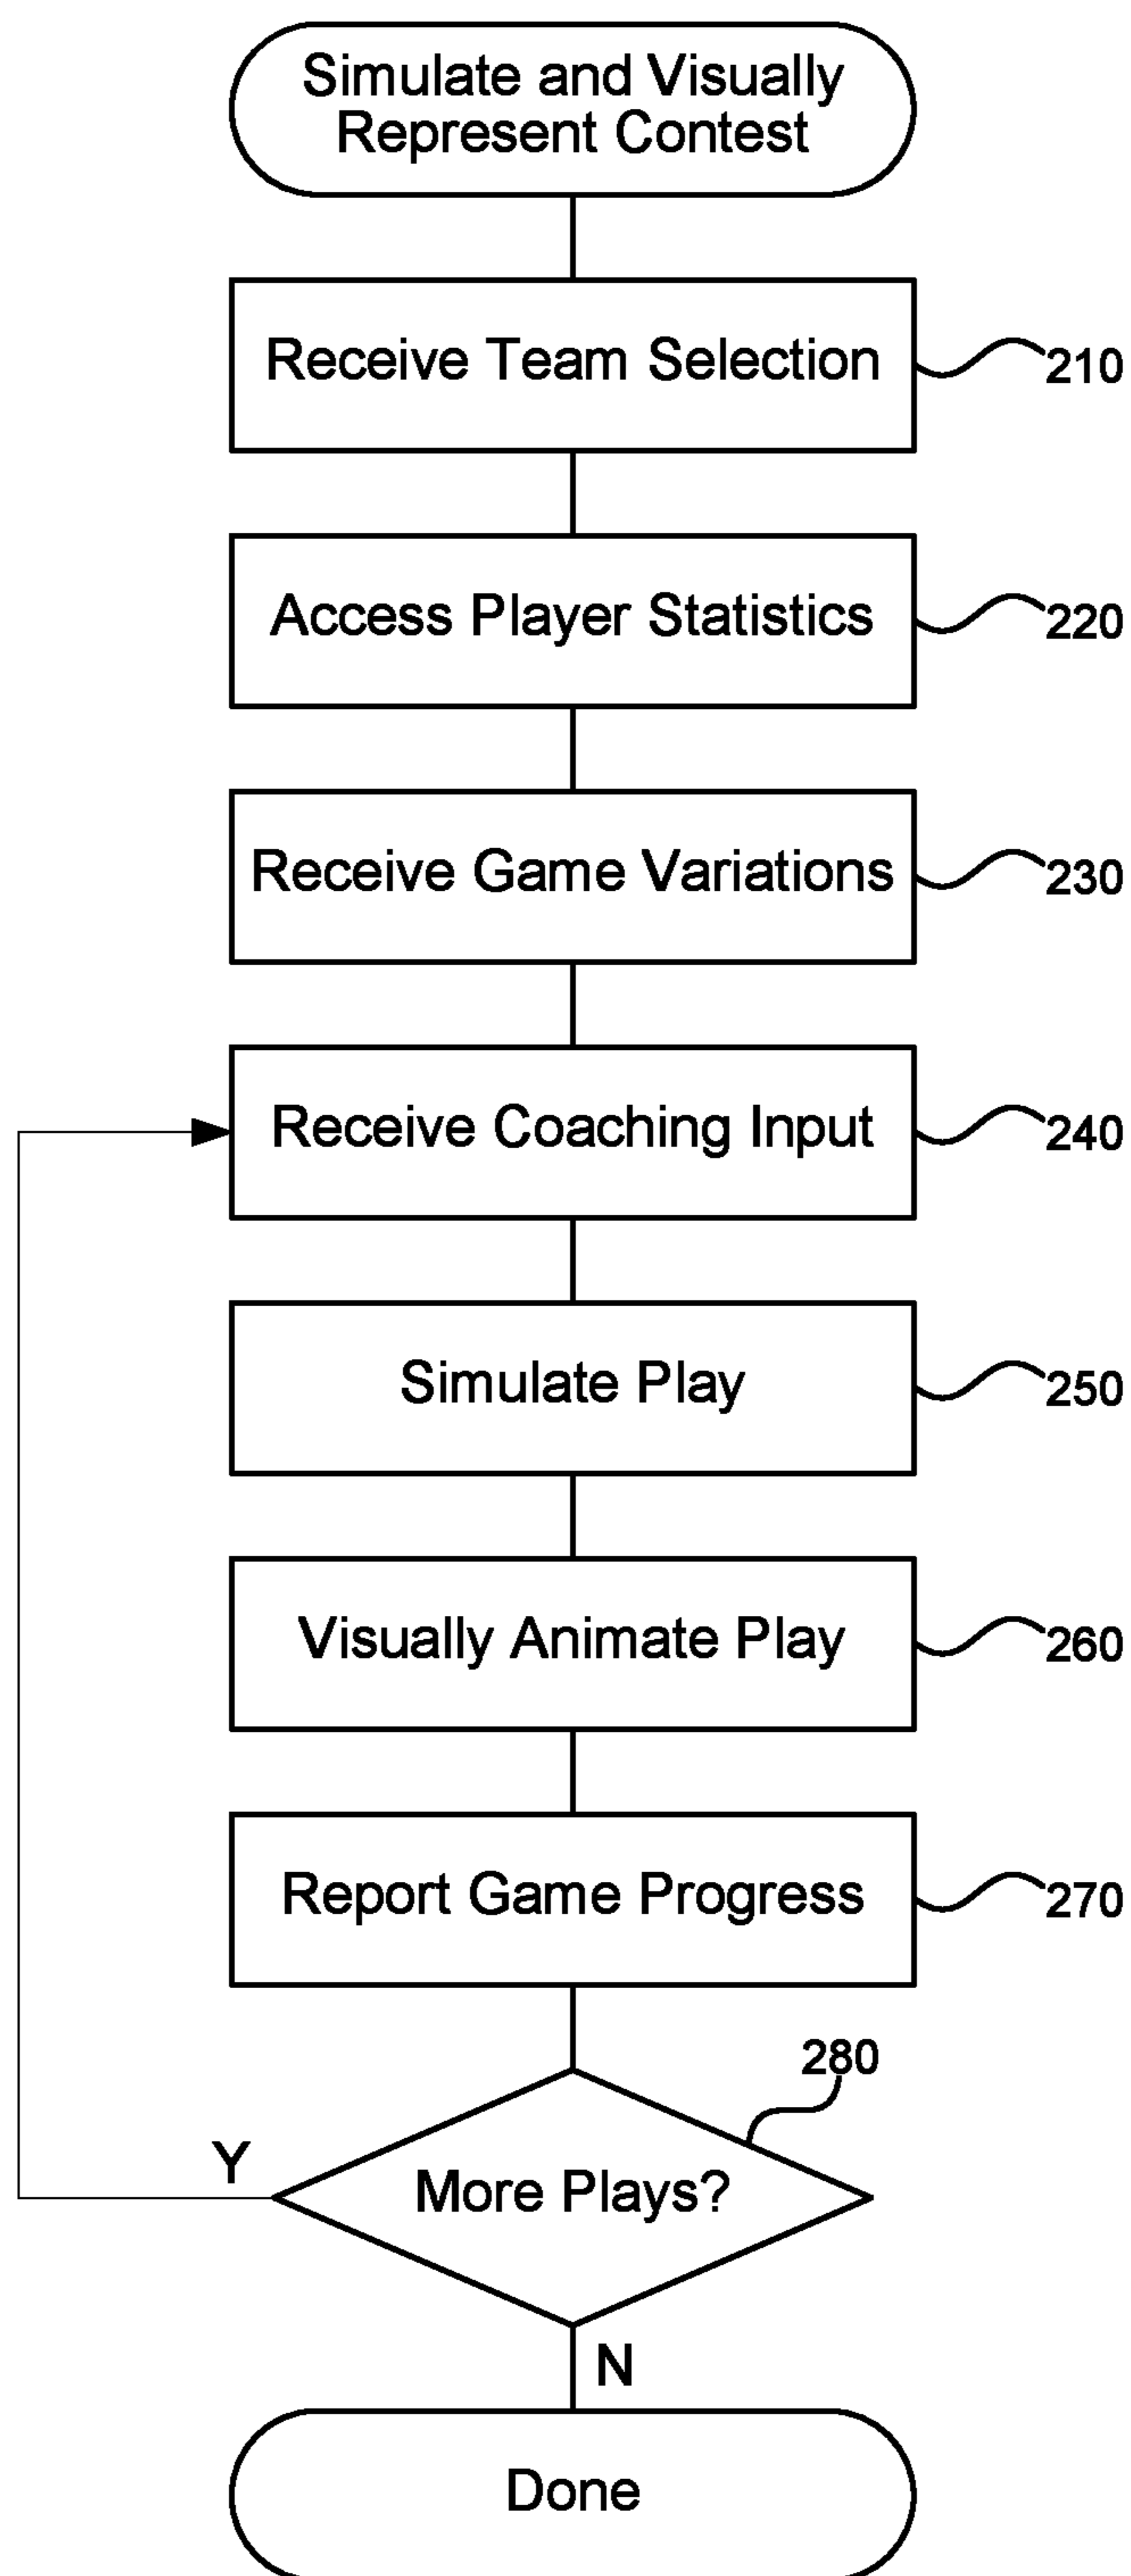 Simulate and Visually
Represent Contest
Receive Team Selection
210
Access Player Statistics
220
Receive Game Variations
230
Receive Coaching Input
240
Simulate Play
250
Visually Animate Play
260
Report Game Progress
270
280
Y
More Plays?
N
Done